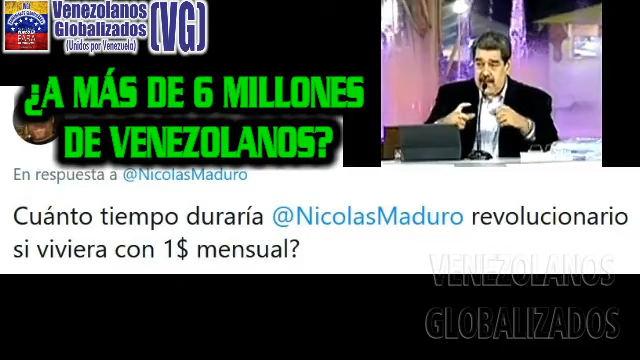 Venezolanos
Globalizados
(Unidos por Venezuela)
(VG)
¿A MÁS DE 6 MILLONES
DE VENEZOLANOS?
En respuesta a @NicolasMaduro
Cuánto tiempo duraría @NicolasMaduro revolucionario
si viviera con 1$ mensual?
VENEZOLANOS
GLOBALIZADOS